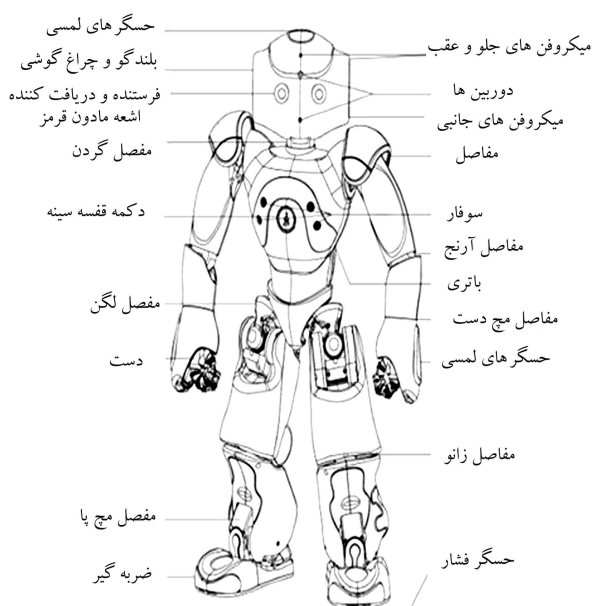 حسگر های لمسی
میکروفن های جلو و عقب
بلندگو و چراغ گوشی
دوربین ها
فرستنده و دریافت کننده
اشعه مادون قرمز
میکروفن های جانبی
مفصل گردن
مفاصل
دکمه قفسه سینه
سوفار
مفاصل آرنج
باتری
مفصل لگن
مفاصل مچ دست
دست
حسگر های لمسی
مفاصل زانو
مفصل مچ پا
حسگر فشار
ضربه گیر